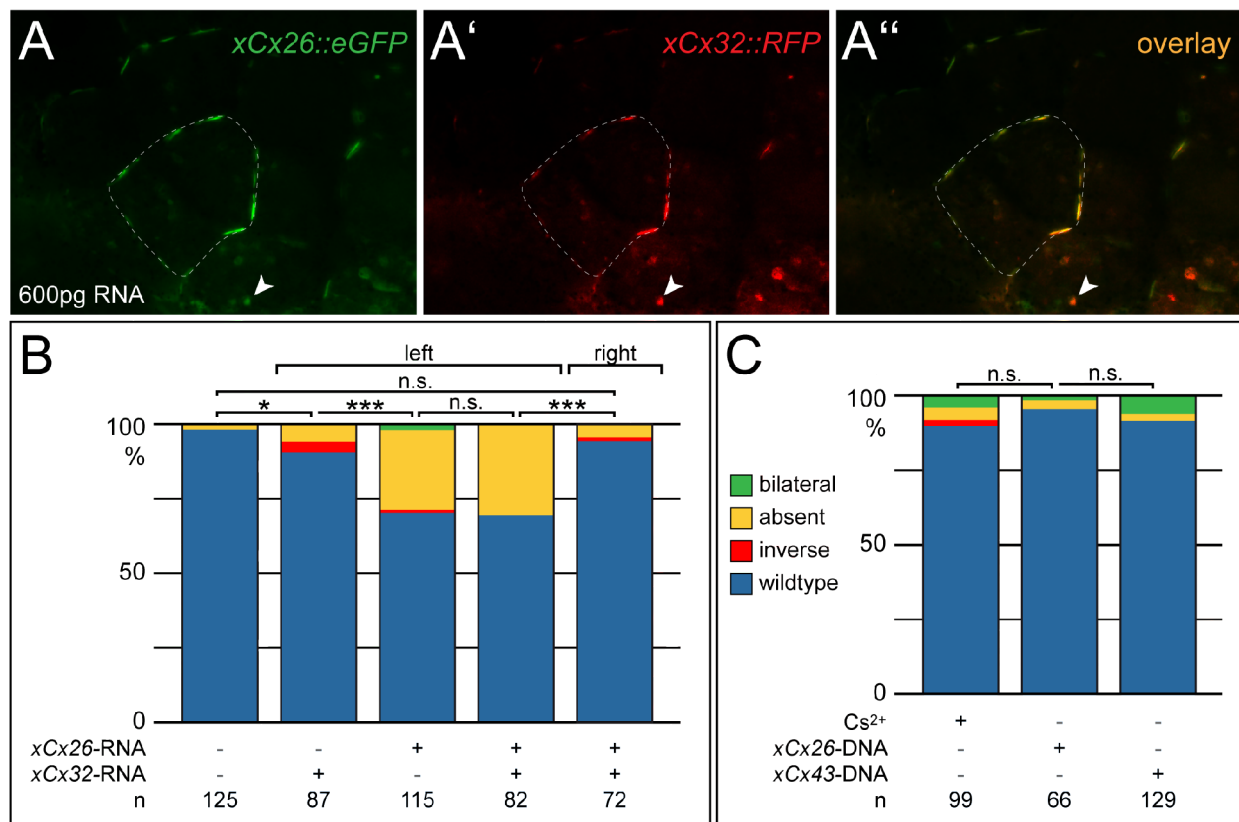 A
xCx26::eGFP
600pg RNA
A'
xCx32::RFP
A''
overlay
B
left
right
n.s.
*
***
n.s.
***
100
%
50
0
xCx26-RNA - - + + +
xCx32-RNA - + - + +
n 125 87 115 82 72
C
n.s.
n.s.
100
%
50
0
bilateral
absent
inverse
wildtype
Cs²⁺ + - -
xCx26-DNA - + -
xCx43-DNA - - +
n 99 66 129